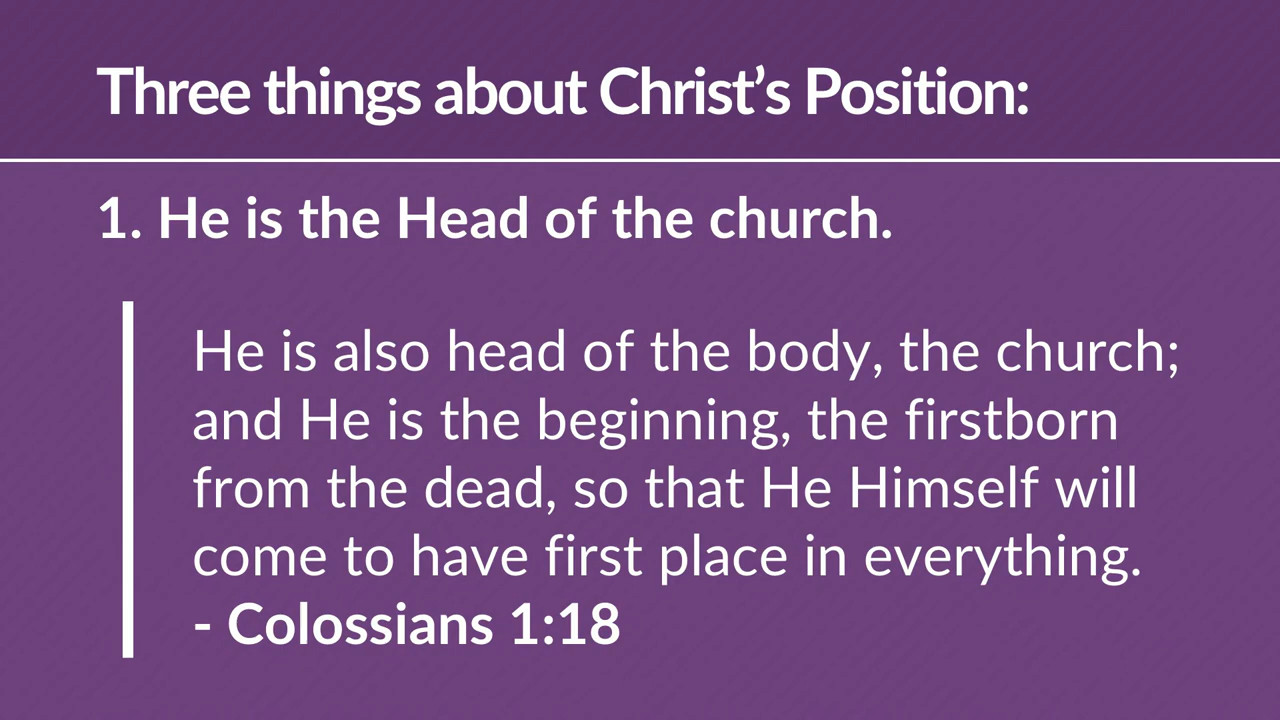 Three things about Christ’s Position:
1. He is the Head of the church.
He is also head of the body, the church;
and He is the beginning, the firstborn
from the dead, so that He Himself will
come to have first place in everything.
- Colossians 1:18